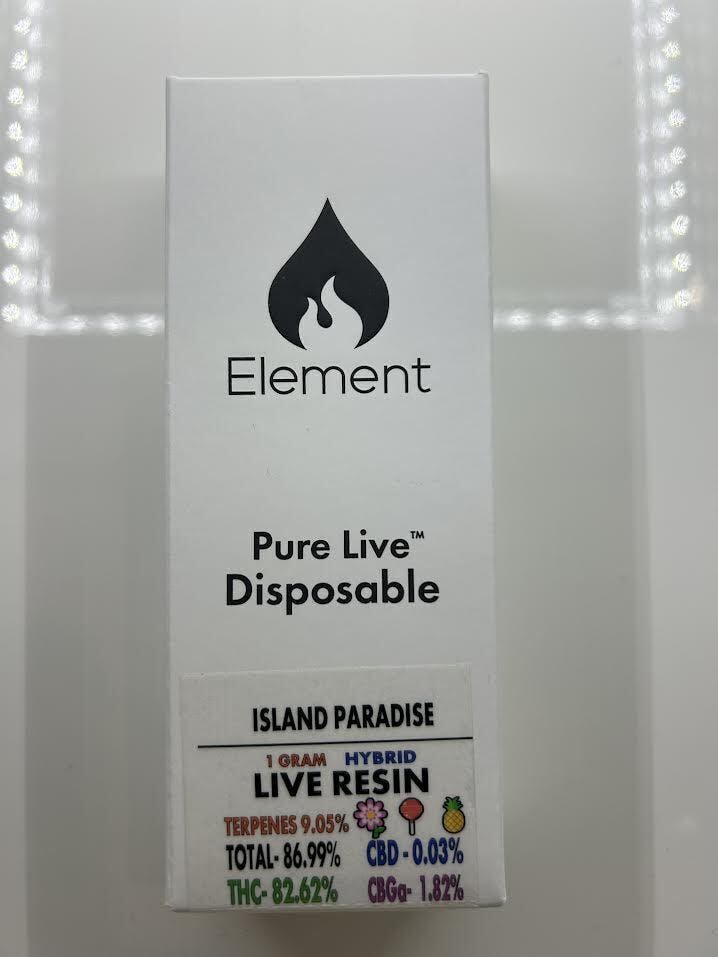 Element
Pure Live™
Disposable
ISLAND PARADISE
1 GRAM HYBRID
LIVE RESIN
TERPENES 9.05%
TOTAL- 86.99% CBD - 0.03%
THC- 82.62% CBGa- 1.82%